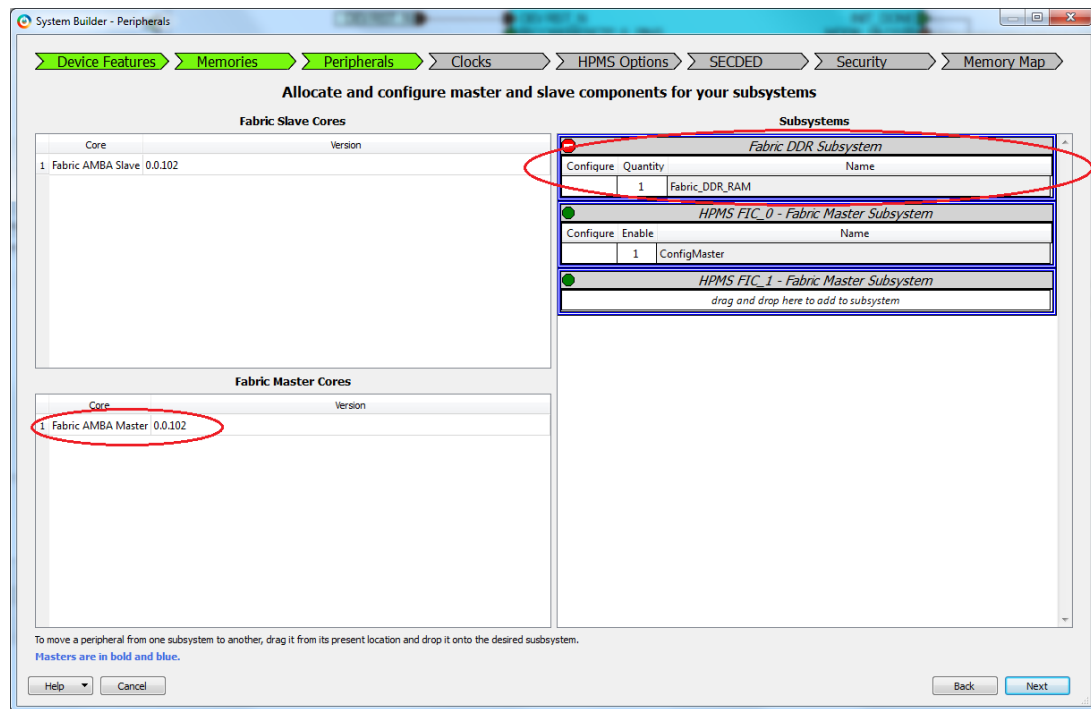 System Builder - Peripherals
Device Features Memories Peripherals Clocks HPMS Options SECDED Security Memory Map
Allocate and configure master and slave components for your subsystems
Fabric Slave Cores
Core Version
1 Fabric AMBA Slave 0.0.102
Fabric Master Cores
Core Version
1 Fabric AMBA Master 0.0.102
Subsystems
Fabric DDR Subsystem
Configure Quantity Name
1 Fabric_DDR_RAM
HPMS FIC_0 - Fabric Master Subsystem
Configure Enable Name
1 ConfigMaster
HPMS FIC_1 - Fabric Master Subsystem
drag and drop here to add to subsystem
To move a peripheral from one subsystem to another, drag it from its present location and drop it onto the desired susbsystem.
Masters are in bold and blue.
Help Cancel Back Next